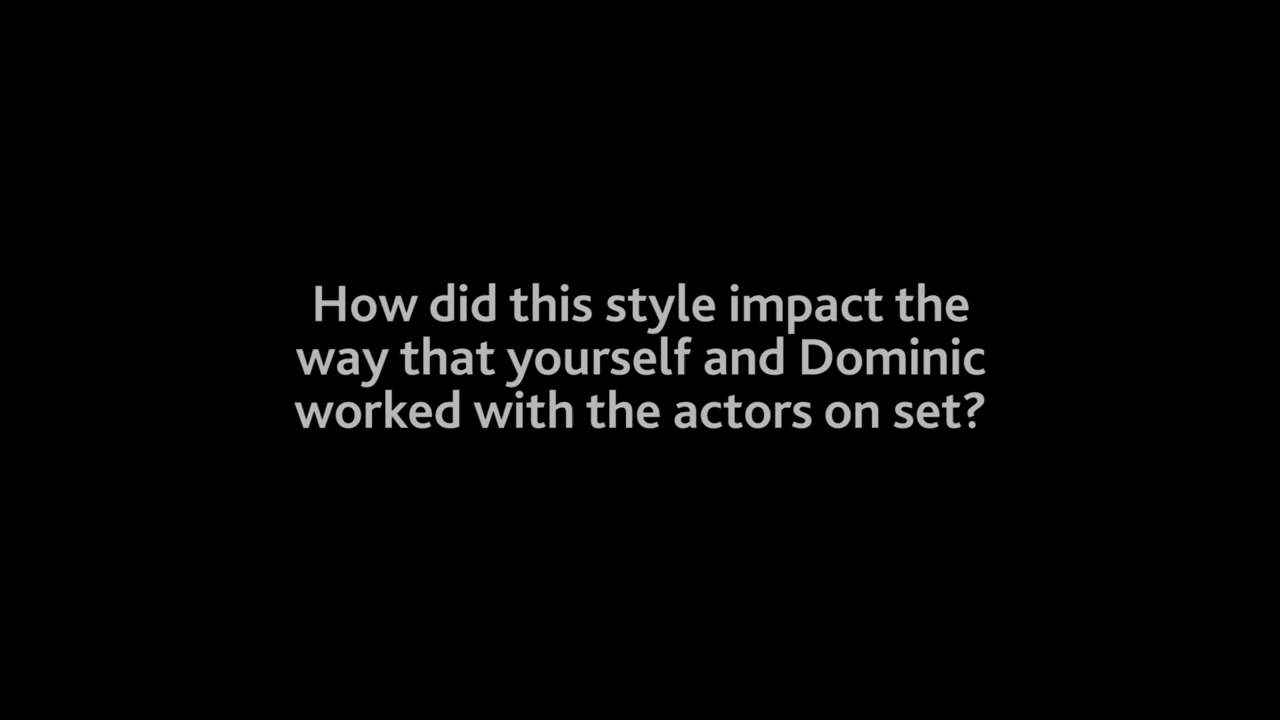 How did this style impact the
way that yourself and Dominic
worked with the actors on set?